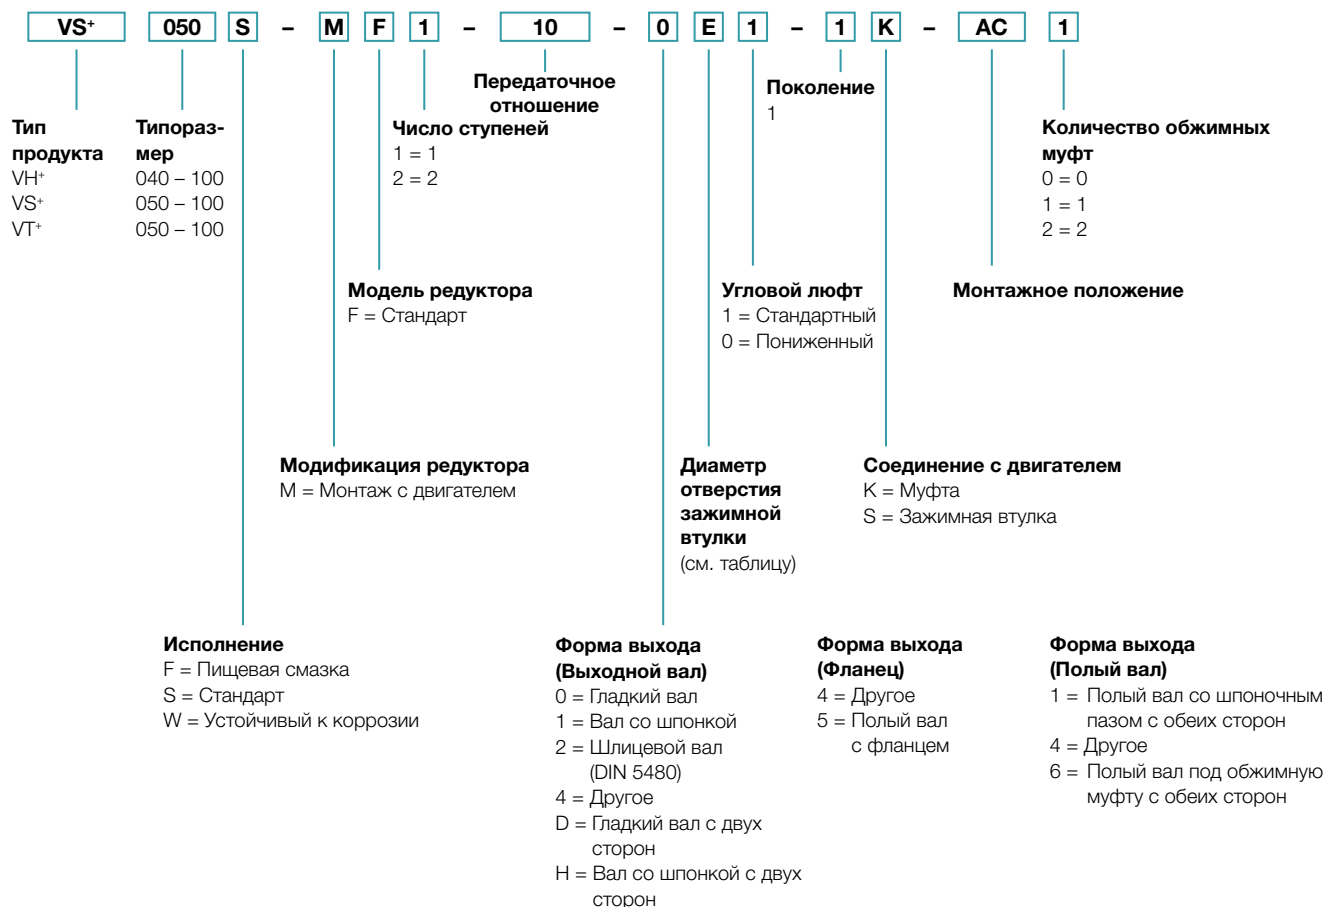 VS+ 050 S – M F 1 – 10 – 0 E 1 – 1 K – AC 1
Передаточное
отношение
Поколение
1
Тип
продукта
VH+
VS+
VT+
Типораз-
мер
040 – 100
050 – 100
050 – 100
Число ступеней
1 = 1
2 = 2
Количество обжимных
муфт
0 = 0
1 = 1
2 = 2
Модель редуктора
F = Стандарт
Угловой люфт
1 = Стандартный
0 = Пониженный
Монтажное положение
Модификация редуктора
M = Монтаж с двигателем
Диаметр
отверстия
зажимной
втулки
(см. таблицу)
Соединение с двигателем
K = Муфта
S = Зажимная втулка
Исполнение
F = Пищевая смазка
S = Стандарт
W = Устойчивый к коррозии
Форма выхода
(Выходной вал)
0 = Гладкий вал
1 = Вал со шпонкой
2 = Шлицевой вал
(DIN 5480)
4 = Другое
D = Гладкий вал с двух
сторон
H = Вал со шпонкой с двух
сторон
Форма выхода
(Фланец)
4 = Другое
5 = Полый вал
с фланцем
Форма выхода
(Полый вал)
1 = Полый вал со шпоночным
пазом с обеих сторон
4 = Другое
6 = Полый вал под обжимную
муфту с обеих сторон